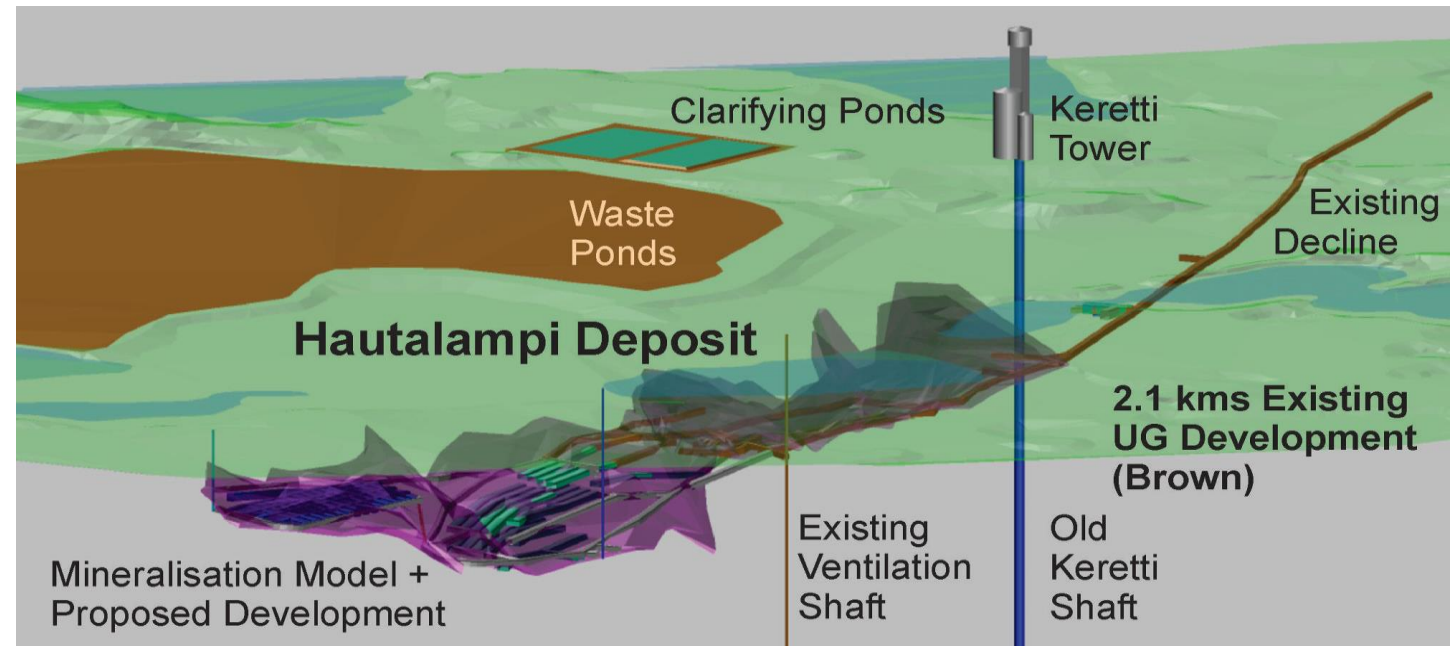 Clarifying Ponds
Keretti
Tower
Waste
Ponds
Existing
Decline
Hautalampi Deposit
2.1 kms Existing
UG Development
(Brown)
Existing
Ventilation
Shaft
Old
Keretti
Shaft
Mineralisation Model +
Proposed Development